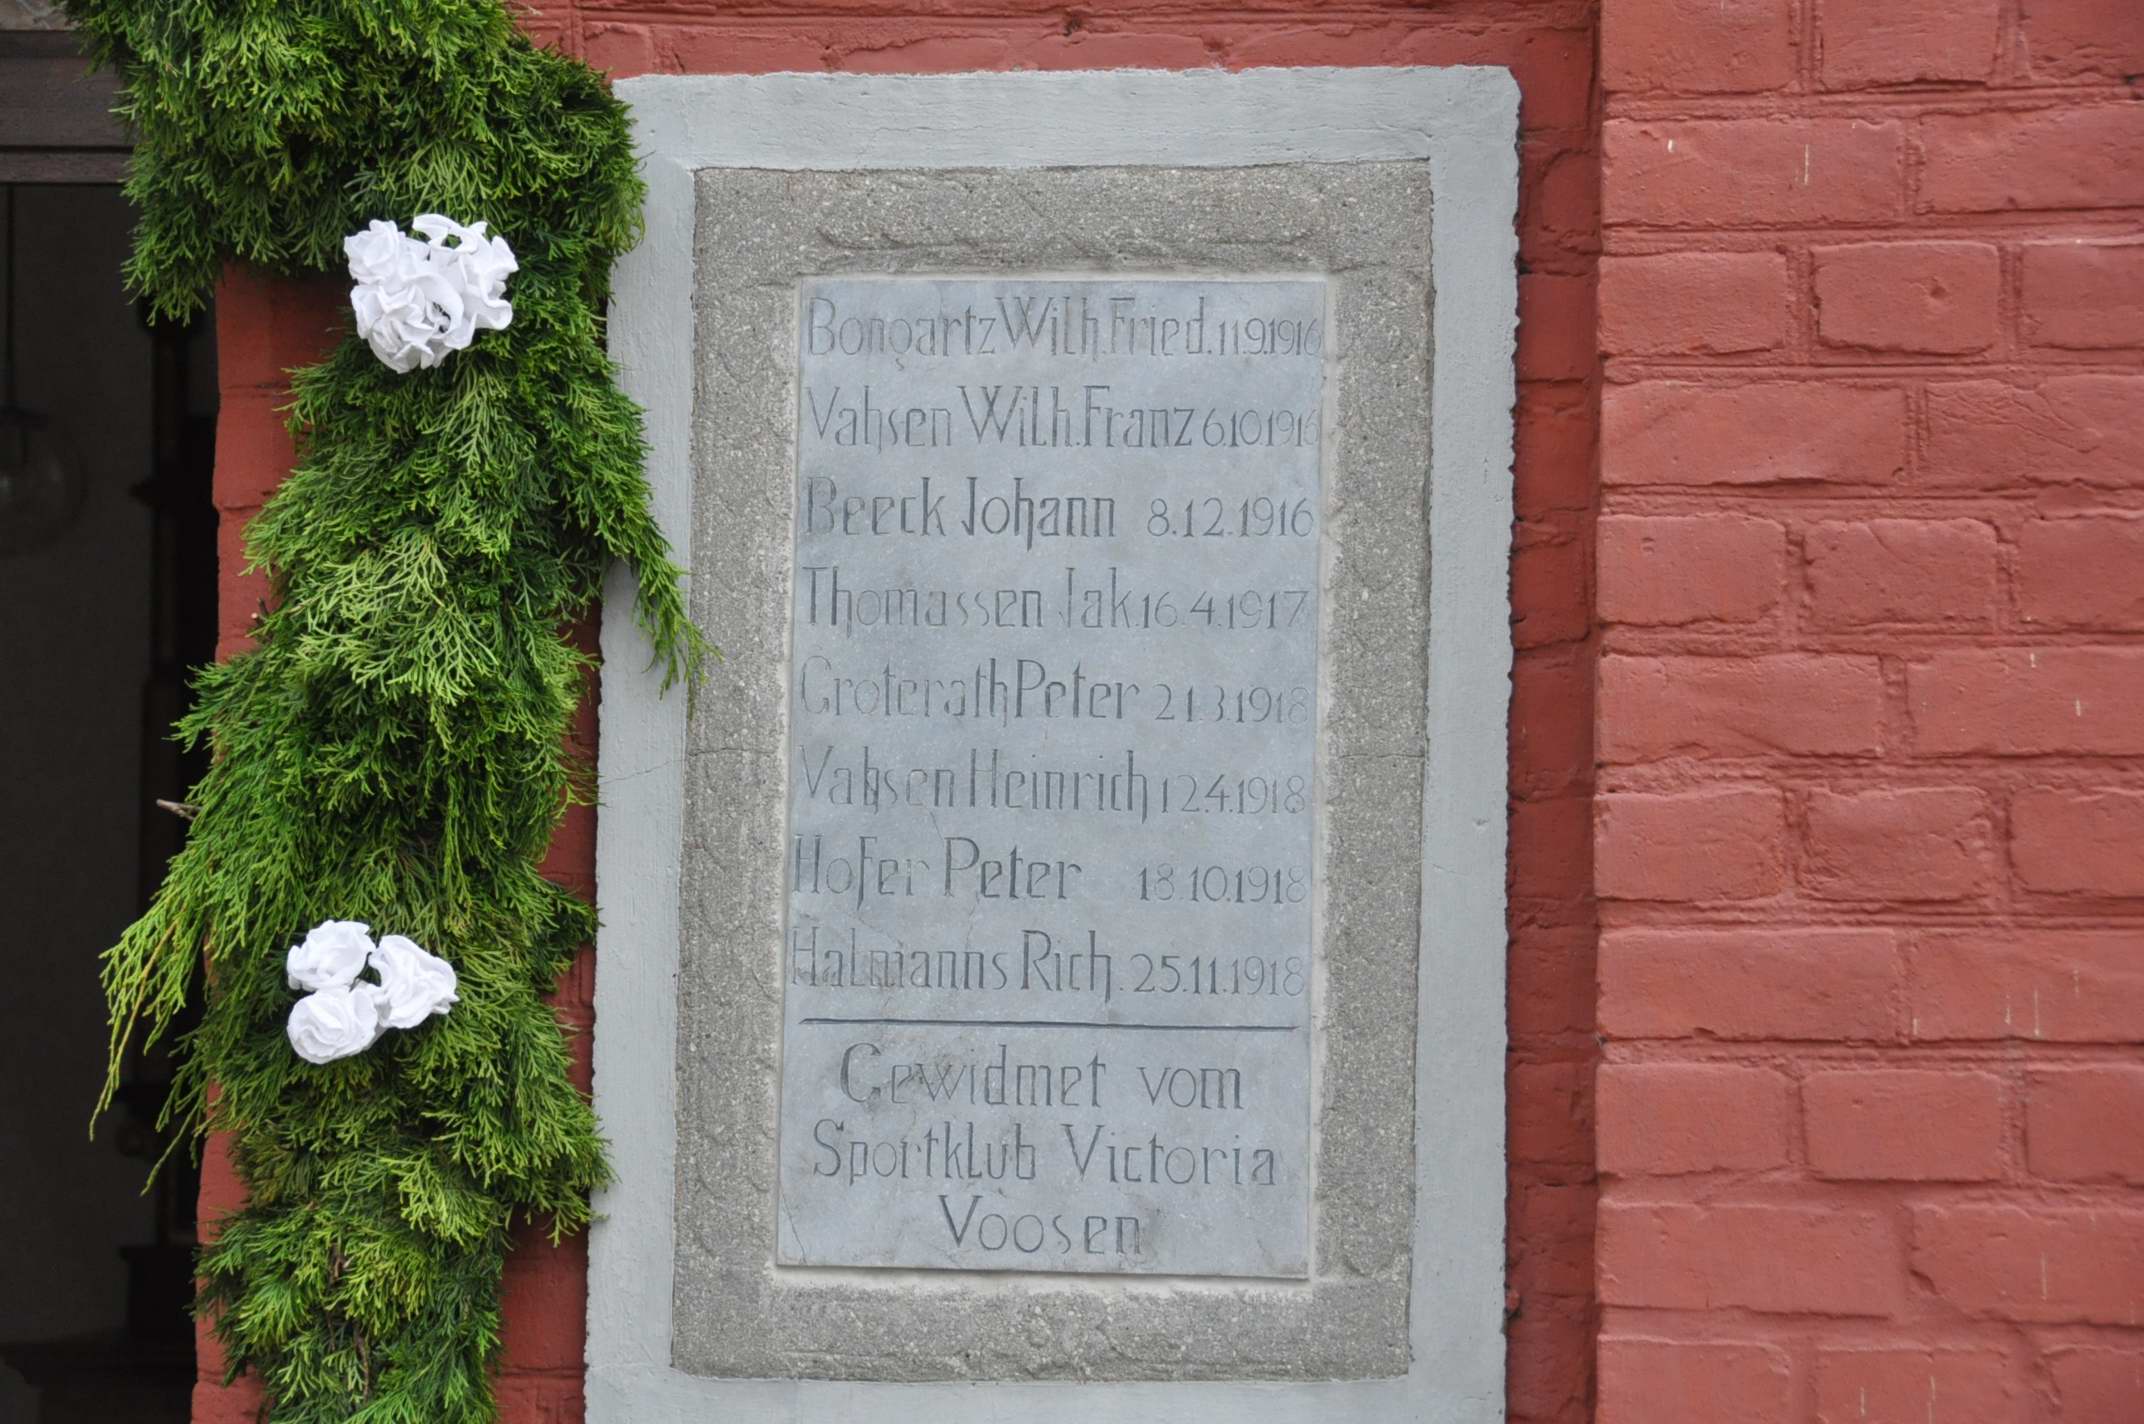 Bongartz Wilh. Fried. 11.9.1916
Vahsen Wilh. Franz 6.10.1916
Beeck Johann 8.12.1916
Thomassen Jak. 16.4.1917
Groterath Peter 21.3.1918
Vahsen Heinrich 12.4.1918
Hofer Peter 18.10.1918
Halmanns Rich. 25.11.1918
Gewidmet vom
Sportklub Victoria
Voosen